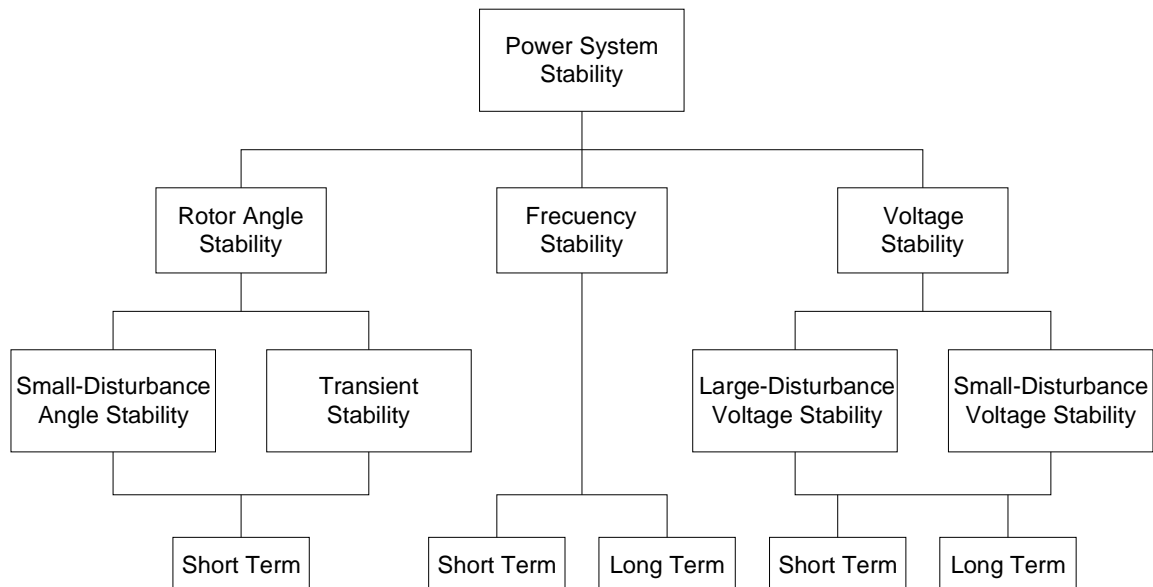 Power System
Stability
Rotor Angle
Stability
Frecuency
Stability
Voltage
Stability
Small-Disturbance
Angle Stability
Transient
Stability
Large-Disturbance
Voltage Stability
Small-Disturbance
Voltage Stability
Short Term
Short Term
Long Term
Short Term
Long Term